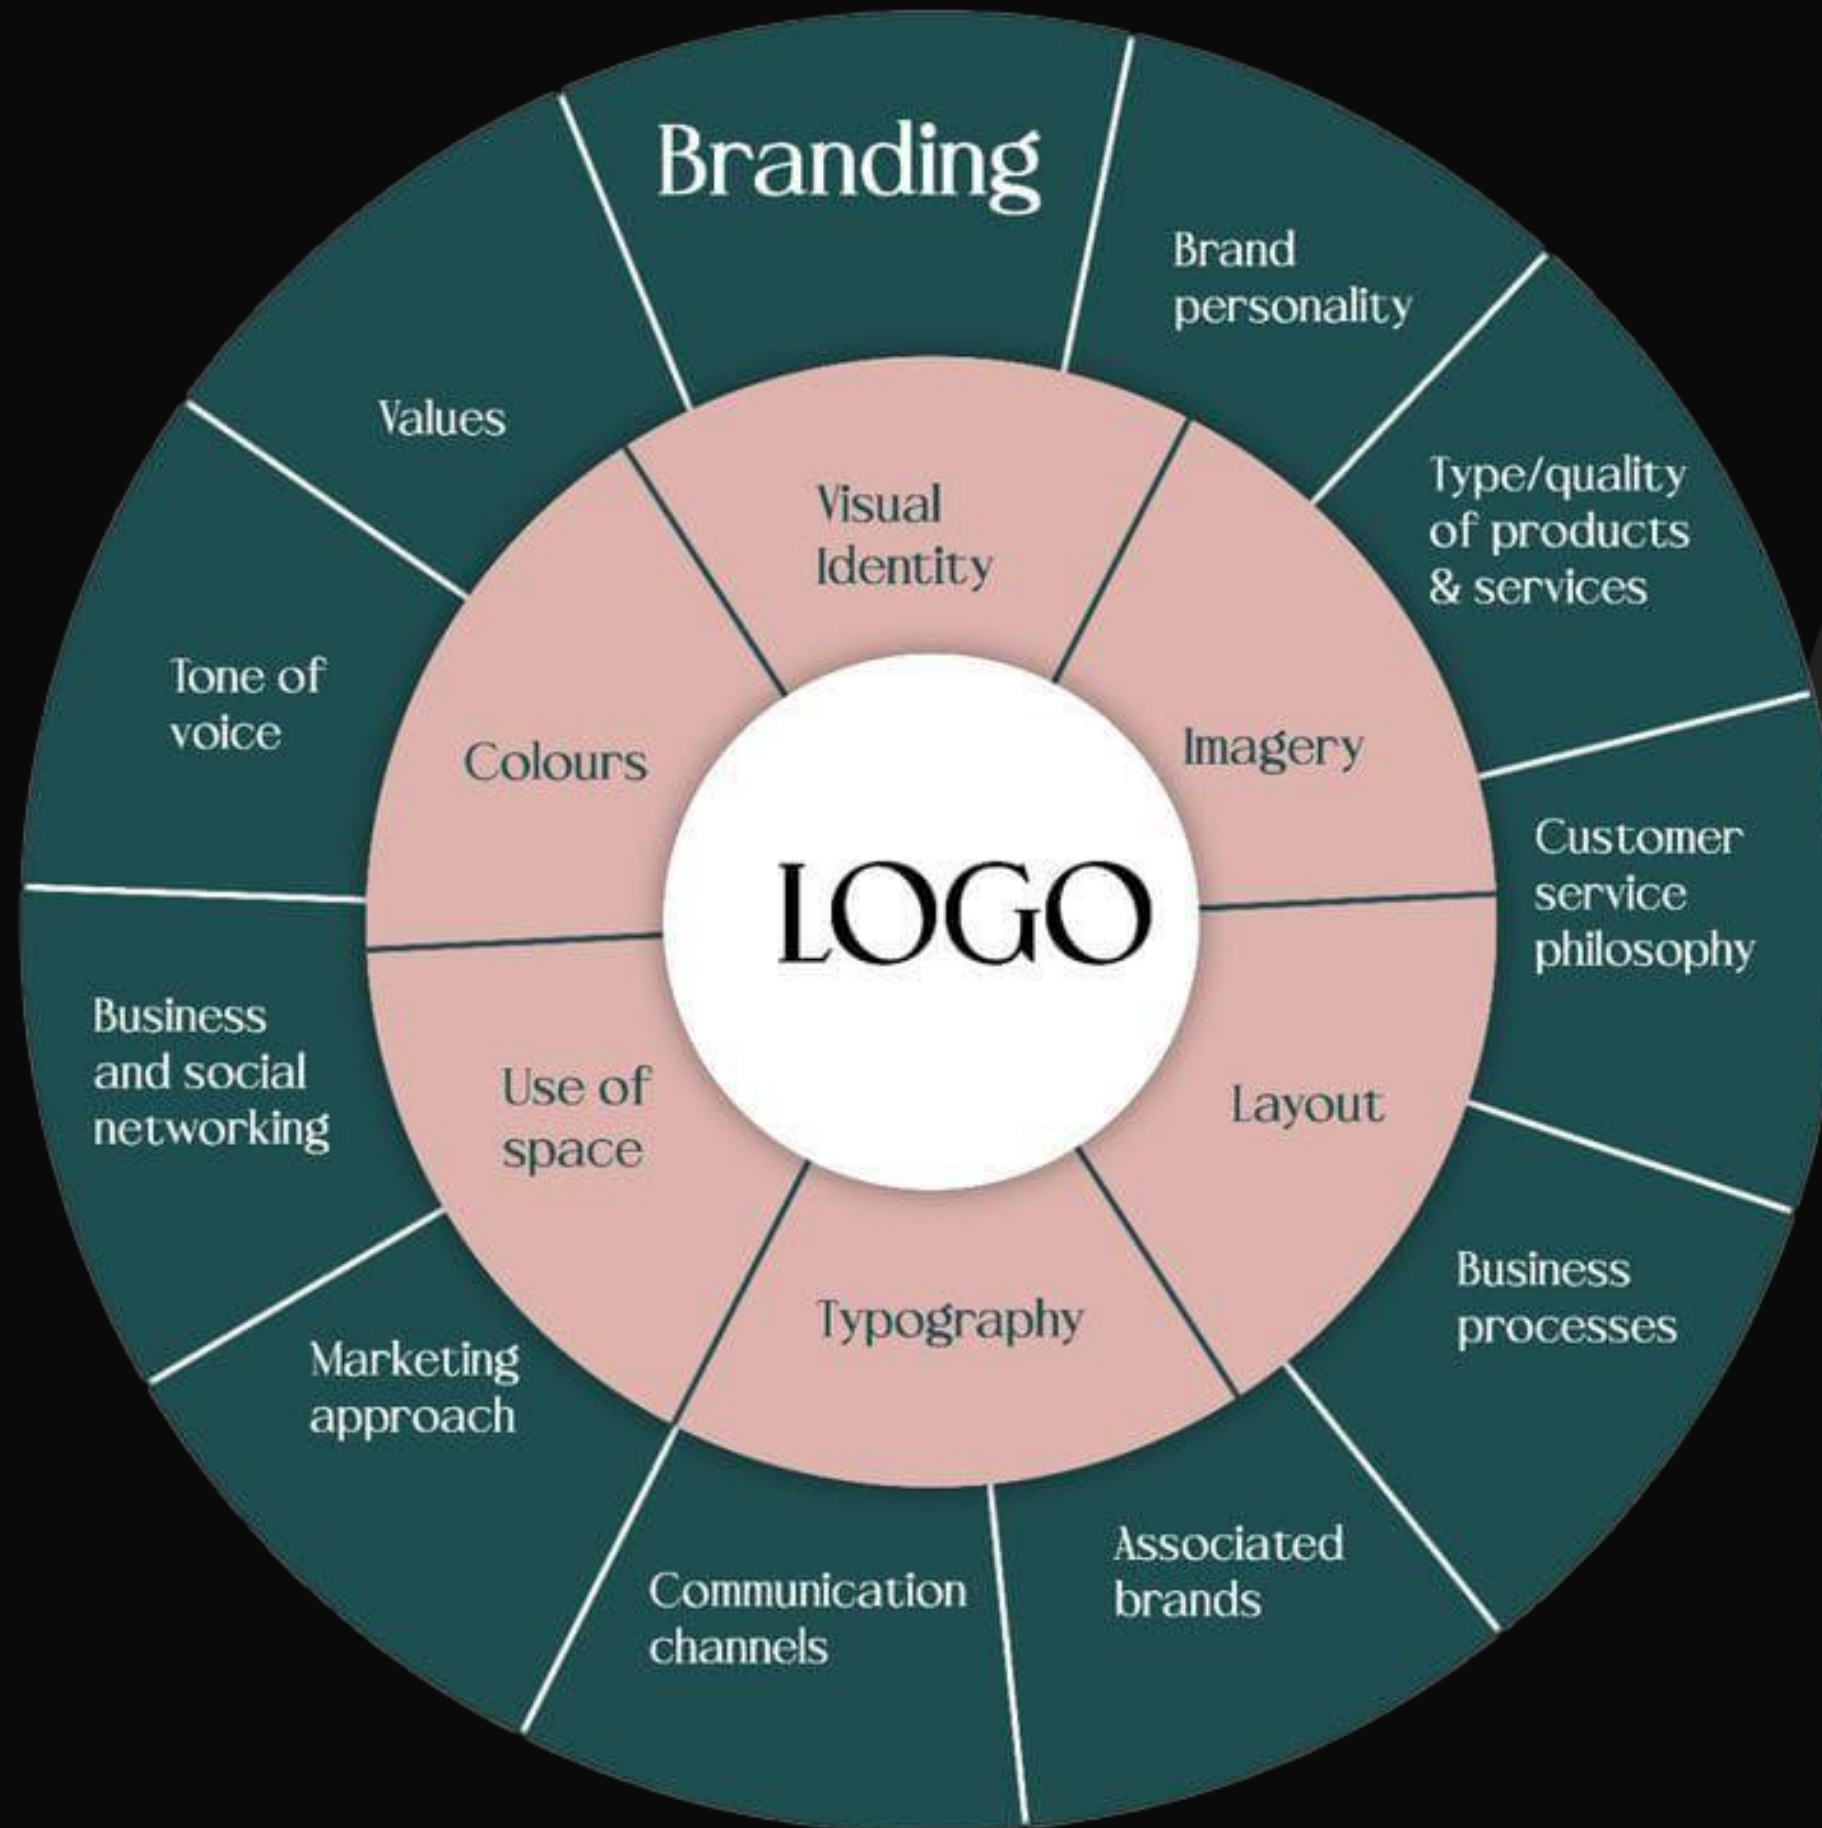 Branding
Brand
personality
Type/quality
of products
& services
Customer
service
philosophy
Business
processes
Associated
brands
Communication
channels
Marketing
approach
Business
and social
networking
Tone of
voice
Values
Visual
Identity
Imagery
Layout
Typography
Use of
space
Colours
LOGO